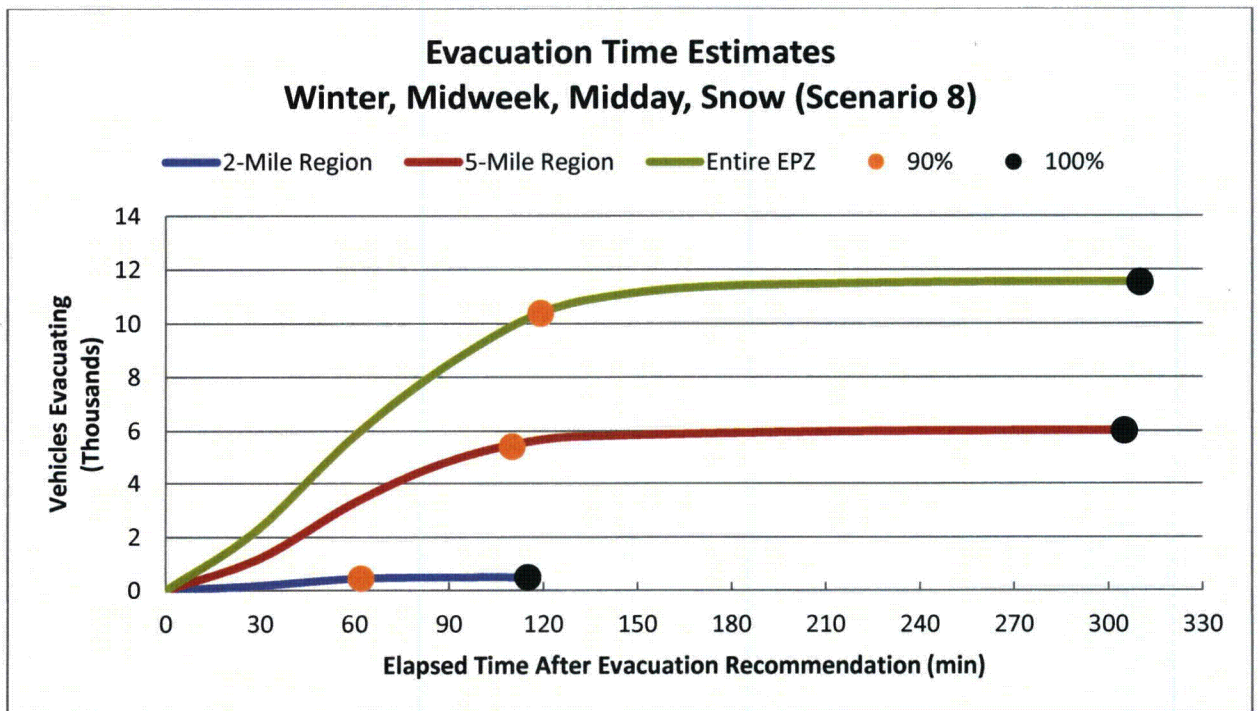 Evacuation Time Estimates
Winter, Midweek, Midday, Snow (Scenario 8)
2-Mile Region 5-Mile Region Entire EPZ 90% 100%
Vehicles Evacuating
(Thousands)
14
12
10
8
6
4
2
0
0 30 60 90 120 150 180 210 240 270 300 330
Elapsed Time After Evacuation Recommendation (min)